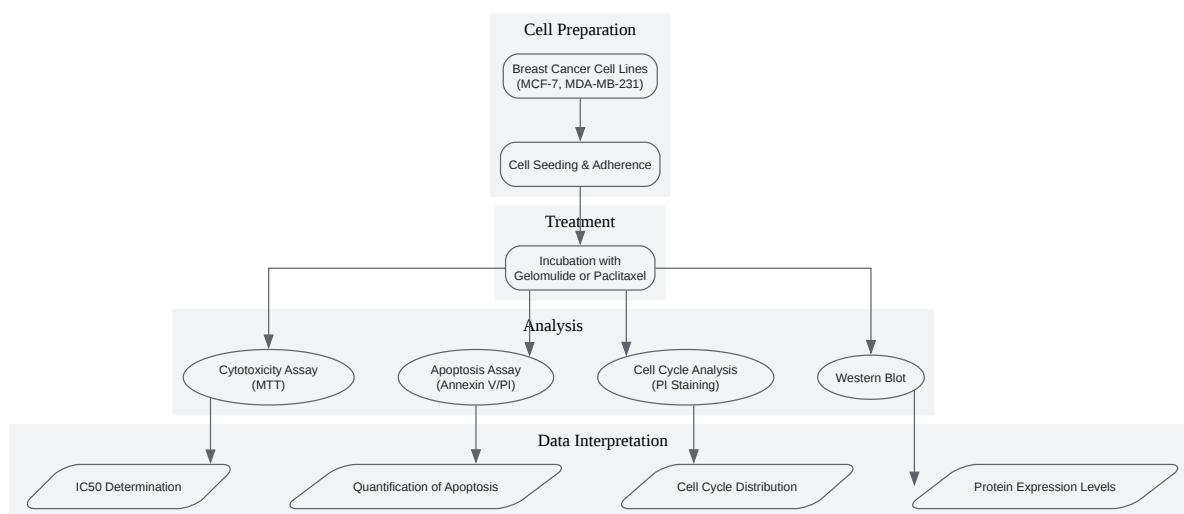 Cell Preparation
Breast Cancer Cell Lines
(MCF-7, MDA-MB-231)
Cell Seeding & Adherence
Treatment
Incubation with
Gelomulide or Paclitaxel
Analysis
Cytotoxicity Assay
(MTT)
Apoptosis Assay
(Annexin V/PI)
Cell Cycle Analysis
(PI Staining)
Western Blot
Data Interpretation
IC50 Determination
Quantification of Apoptosis
Cell Cycle Distribution
Protein Expression Levels